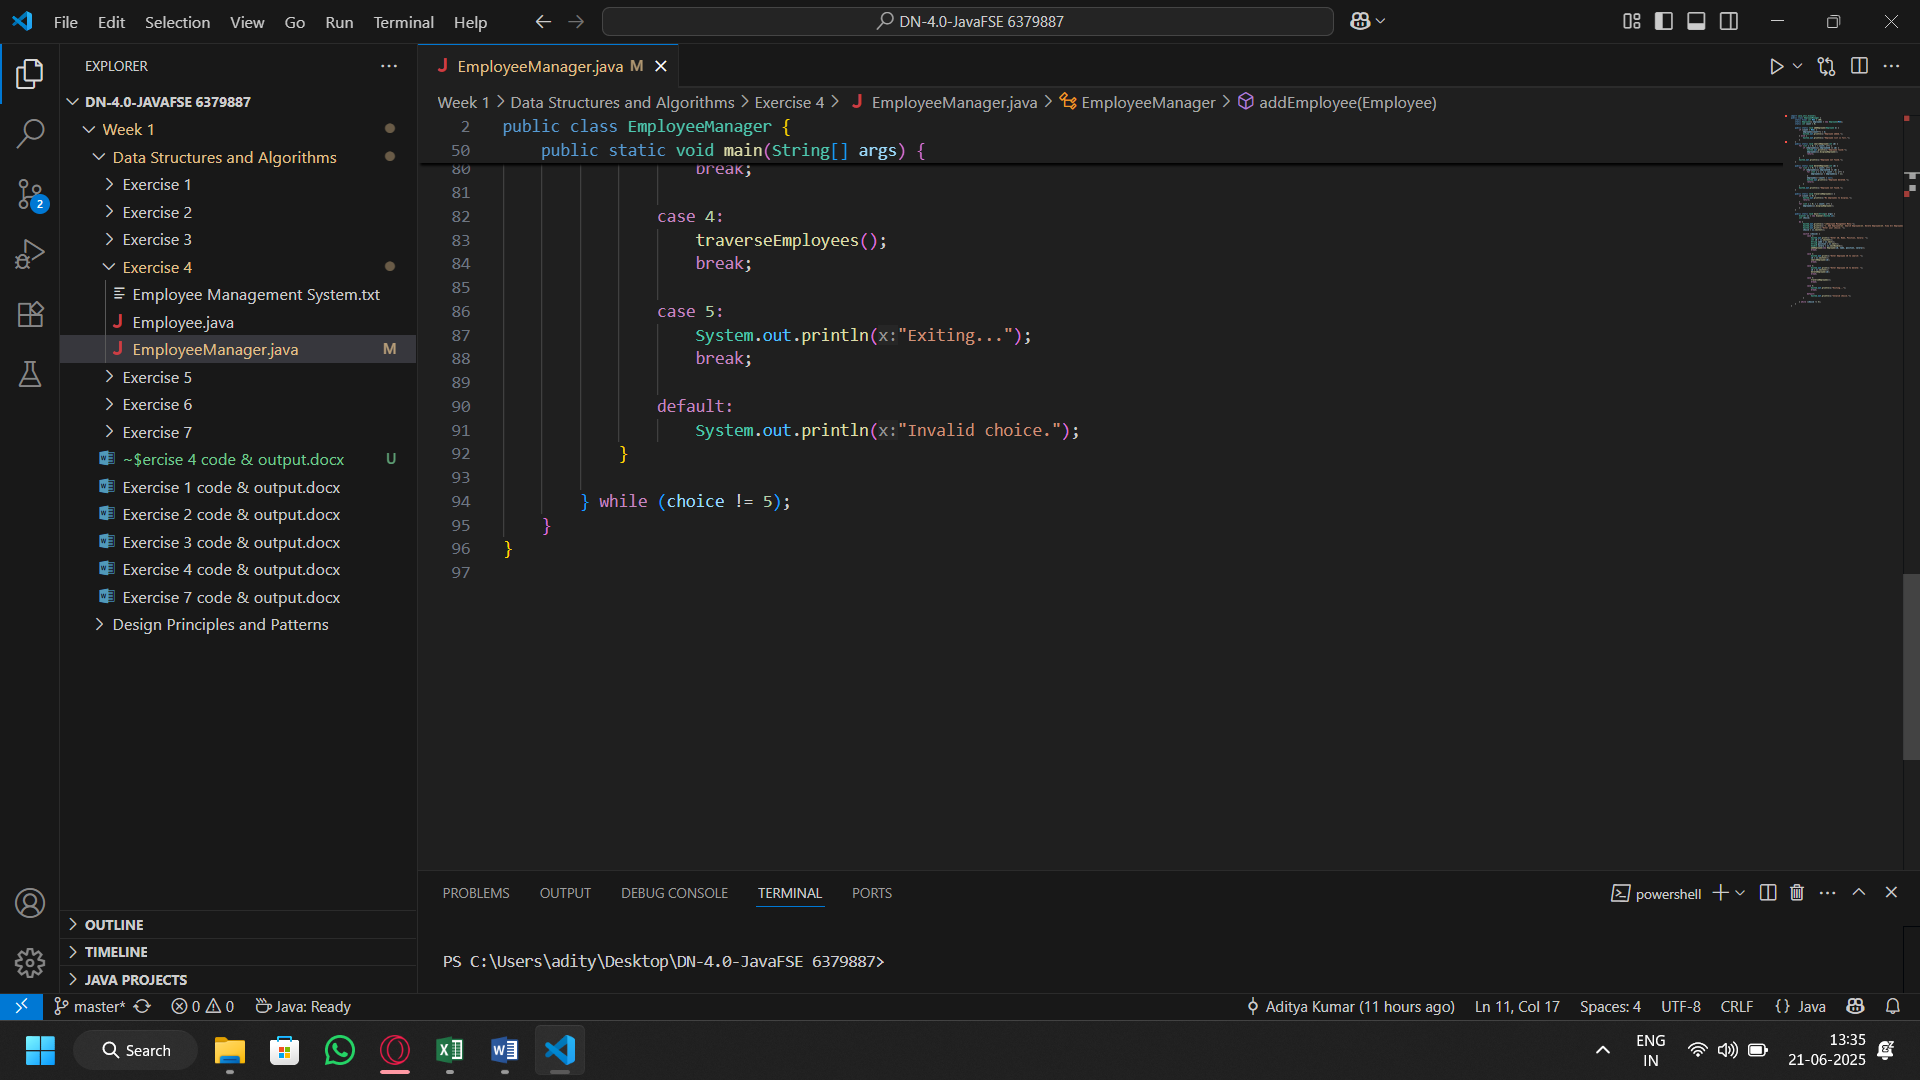 File Edit Selection View Go Run Terminal Help
DN-4.0-JavaFSE 6379887
EXPLORER
DN-4.0-JAVAFSE 6379887
Week 1
Data Structures and Algorithms
Exercise 1
Exercise 2
Exercise 3
Exercise 4
Employee Management System.txt
Employee.java
EmployeeManager.java M
Exercise 5
Exercise 6
Exercise 7
~$ercise 4 code & output.docx U
Exercise 1 code & output.docx
Exercise 2 code & output.docx
Exercise 3 code & output.docx
Exercise 4 code & output.docx
Exercise 7 code & output.docx
Design Principles and Patterns
OUTLINE
TIMELINE
JAVA PROJECTS
2
EmployeeManager.java M
Week 1 > Data Structures and Algorithms > Exercise 4 > EmployeeManager.java > EmployeeManager > addEmployee(Employee)
2 public class EmployeeManager {
50 public static void main(String[] args) {
80 break;
81
82 case 4:
83 traverseEmployees();
84 break;
85
86 case 5:
87 System.out.println(x:"Exiting...");
88 break;
89
90 default:
91 System.out.println(x:"Invalid choice.");
92 }
93
94 } while (choice != 5);
95 }
96 }
97
PROBLEMS OUTPUT DEBUG CONSOLE TERMINAL PORTS
powershell
PS C:\Users\adity\Desktop\DN-4.0-JavaFSE 6379887>
master* 0 0 Java: Ready
Aditya Kumar (11 hours ago) Ln 11, Col 17 Spaces: 4 UTF-8 CRLF {} Java
Search
ENG
IN
13:35
21-06-2025